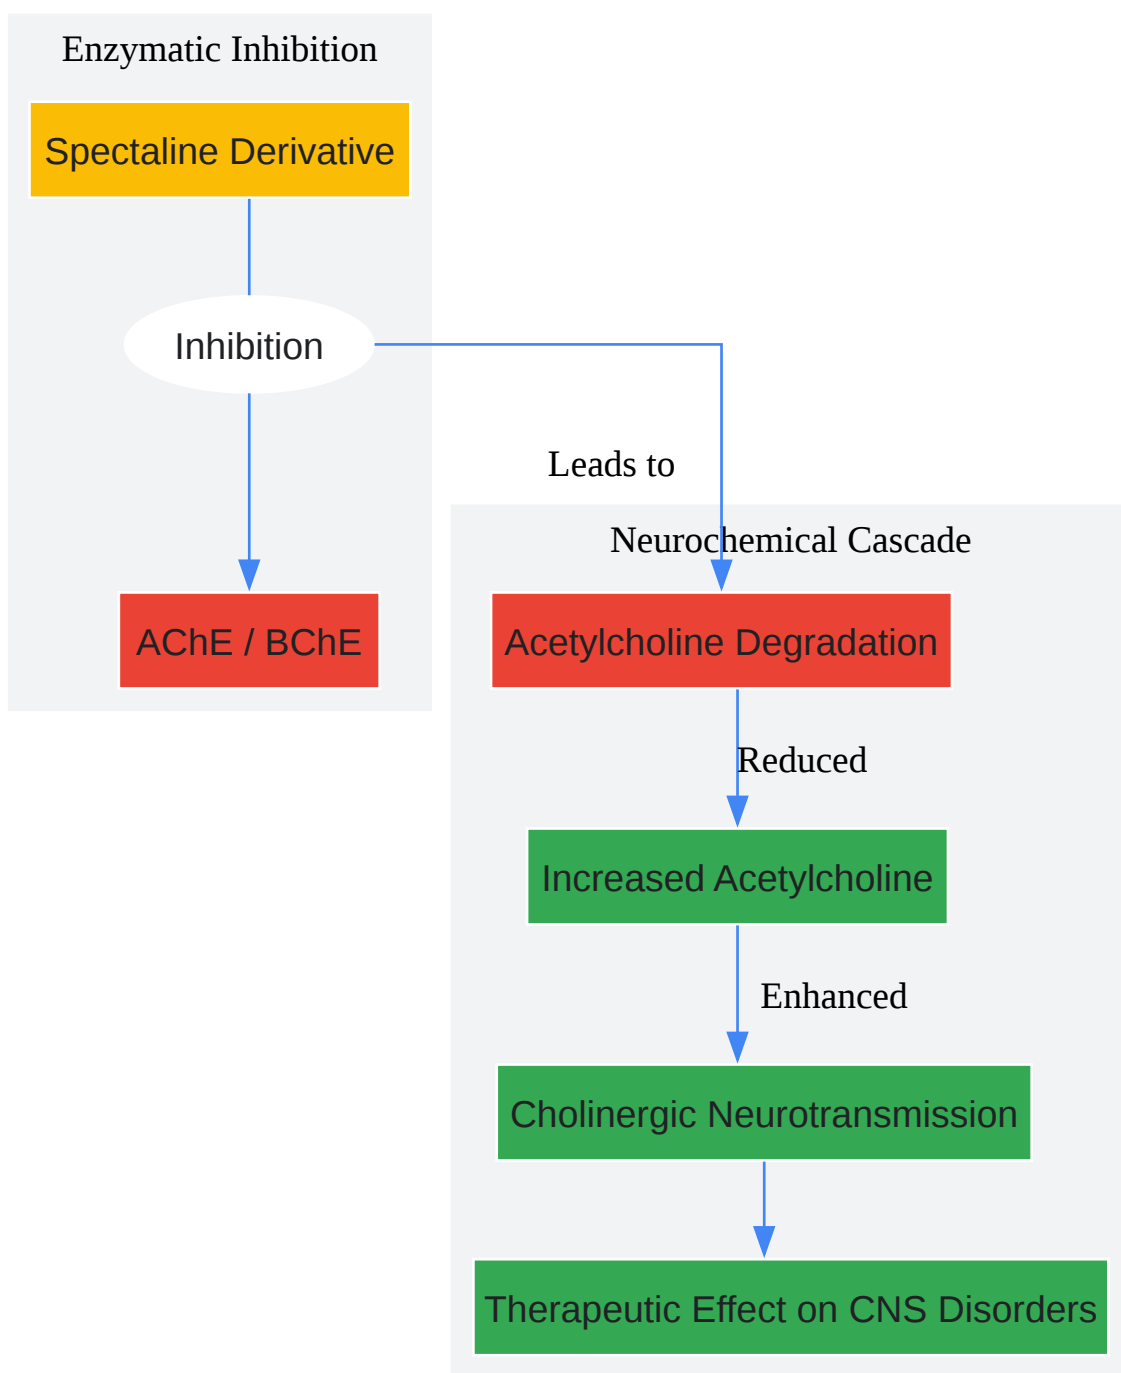 Enzymatic Inhibition
Spectaline Derivative
Inhibition
Leads to
Neurochemical Cascade
AChE / BChE
Acetylcholine Degradation
Reduced
Increased Acetylcholine
Enhanced
Cholinergic Neurotransmission
Therapeutic Effect on CNS Disorders